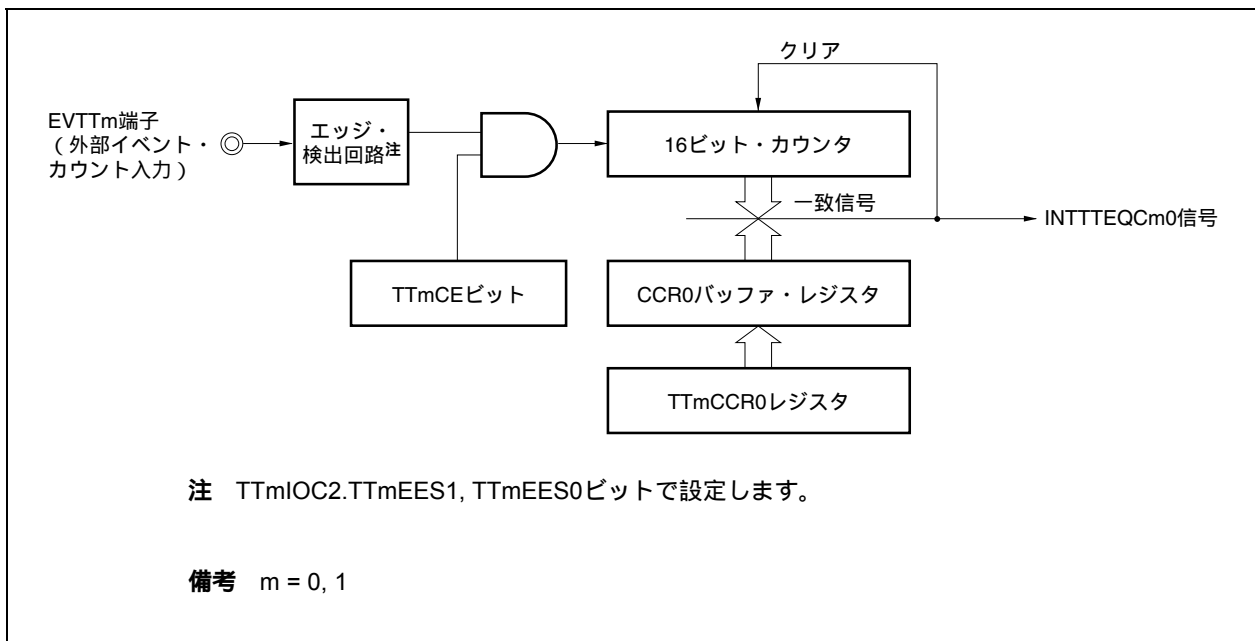 クリア
EVTTm端子
（外部イベント・
カウント入力）
エッジ・
検出回路注
16ビット・カウンタ
一致信号
INTTTEQCm0信号
TTmCEビット
CCR0バッファ・レジスタ
TTmCCR0レジスタ
注 TTmIOC2.TTmEES1, TTmEES0ビットで設定します。
備考 m = 0, 1